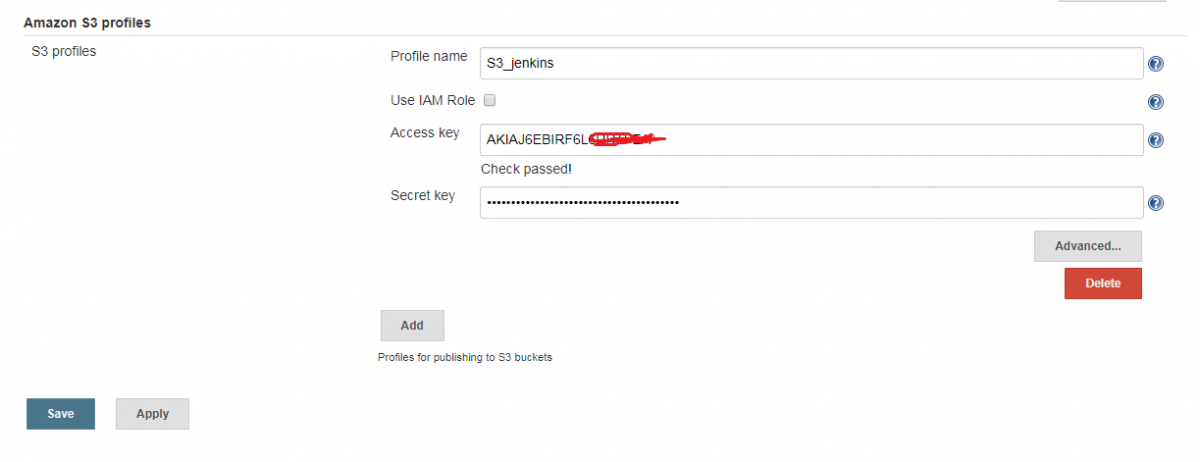 Amazon S3 profiles
S3 profiles
Profile name
S3_jenkins
Use IAM Role
Access key
AKIAJ6EBIRF6L
Check passed!
Secret key
••••••••••••••••••••••••••••••••••••••••
Advanced...
Delete
Add
Profiles for publishing to S3 buckets
Save
Apply